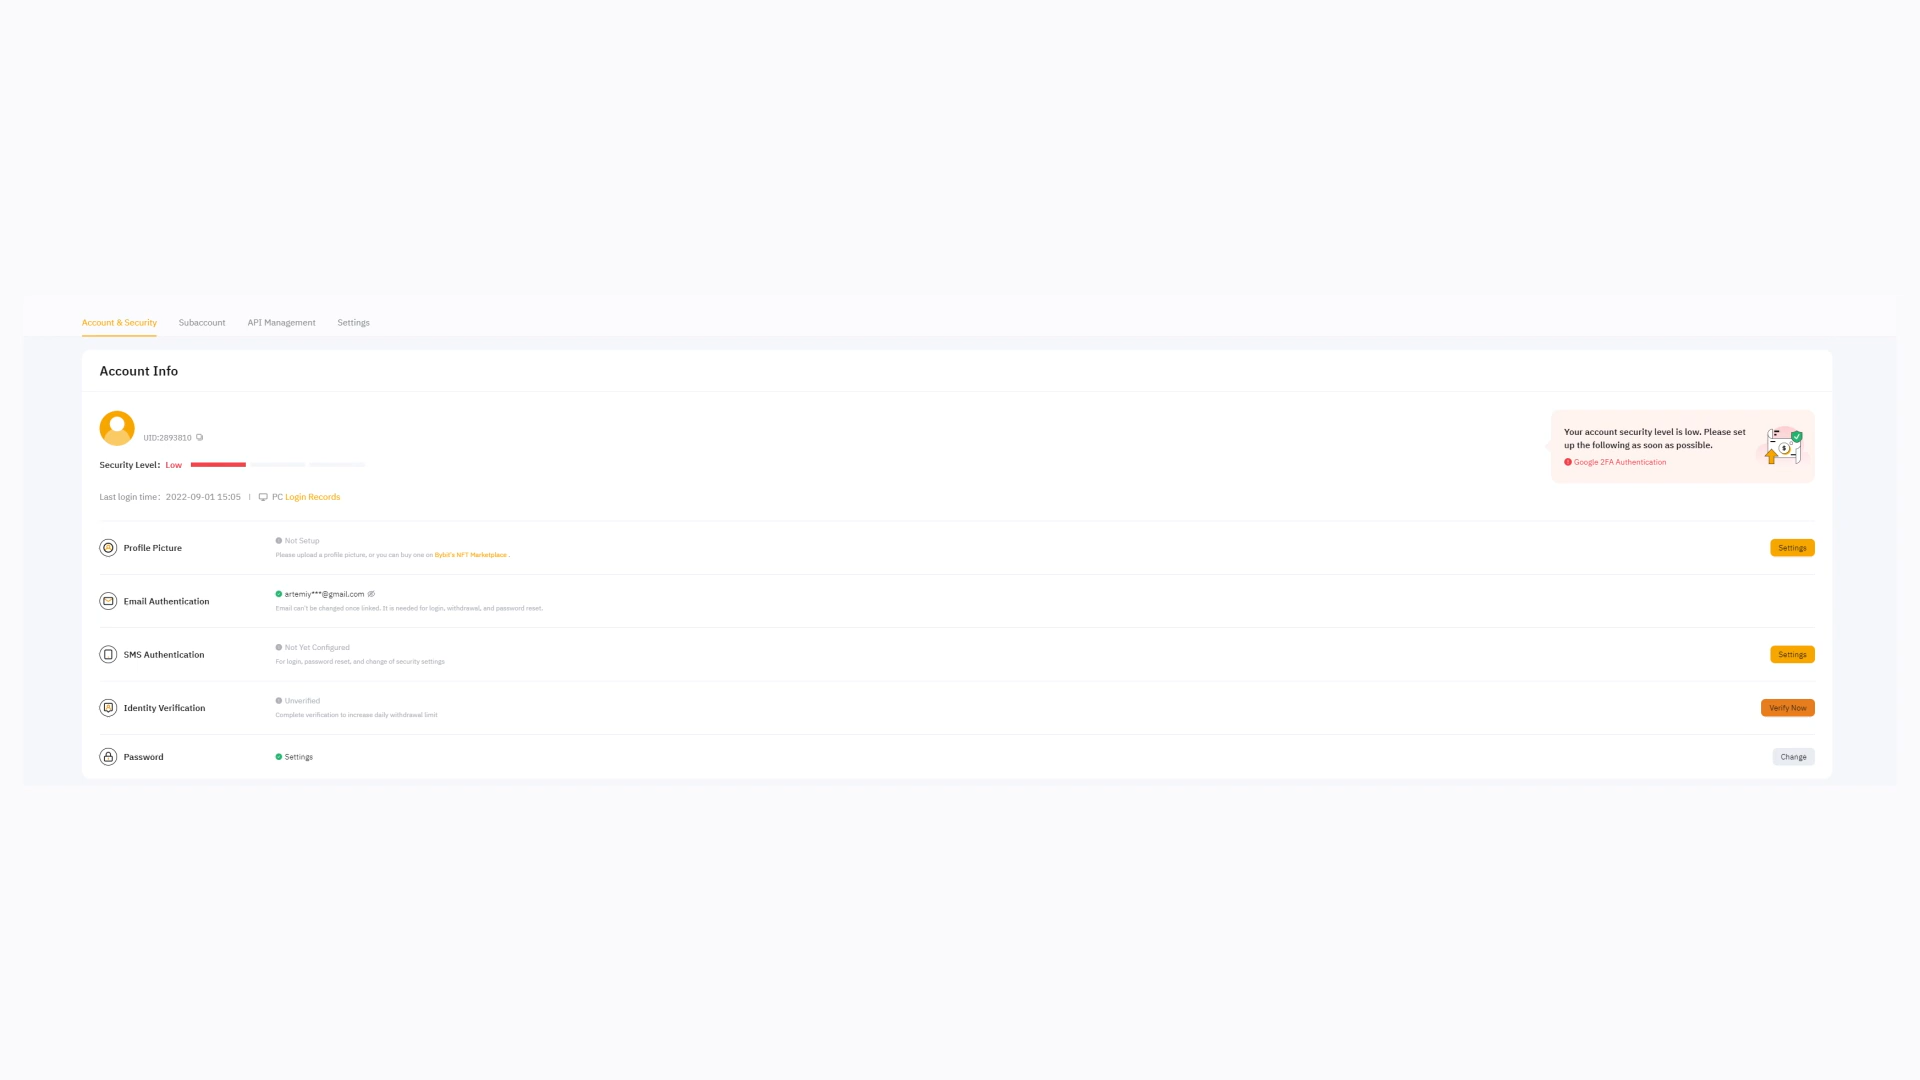 Account & Security Subaccount API Management Settings
Account Info
UID:2893810
Security Level: Low
Last login time: 2022-09-01 15:05 | PC Login Records
Your account security level is low. Please set
up the following as soon as possible.
Google 2FA Authentication
Profile Picture
Not Setup
Please upload a profile picture, or you can buy one on Bybit's NFT Marketplace .
Settings
Email Authentication
artemiy***@gmail.com
Email can't be changed once linked. It is needed for login, withdrawal, and password reset.
SMS Authentication
Not Yet Configured
For login, password reset, and change of security settings
Settings
Identity Verification
Unverified
Complete verification to increase daily withdrawal limit
Verify Now
Password
Settings
Change